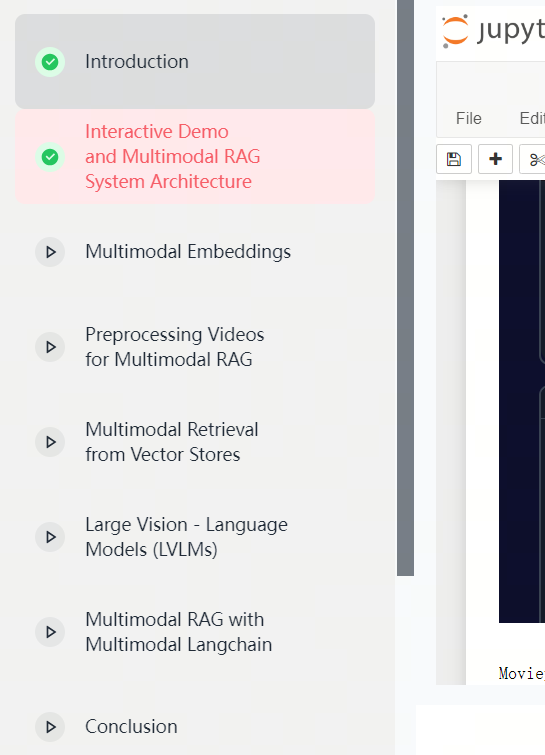 Introduction
Interactive Demo
and Multimodal RAG
System Architecture
Multimodal Embeddings
Preprocessing Videos
for Multimodal RAG
Multimodal Retrieval
from Vector Stores
Large Vision - Language
Models (LVLMs)
Multimodal RAG with
Multimodal Langchain
Conclusion
jupyt
File Edit
Movie